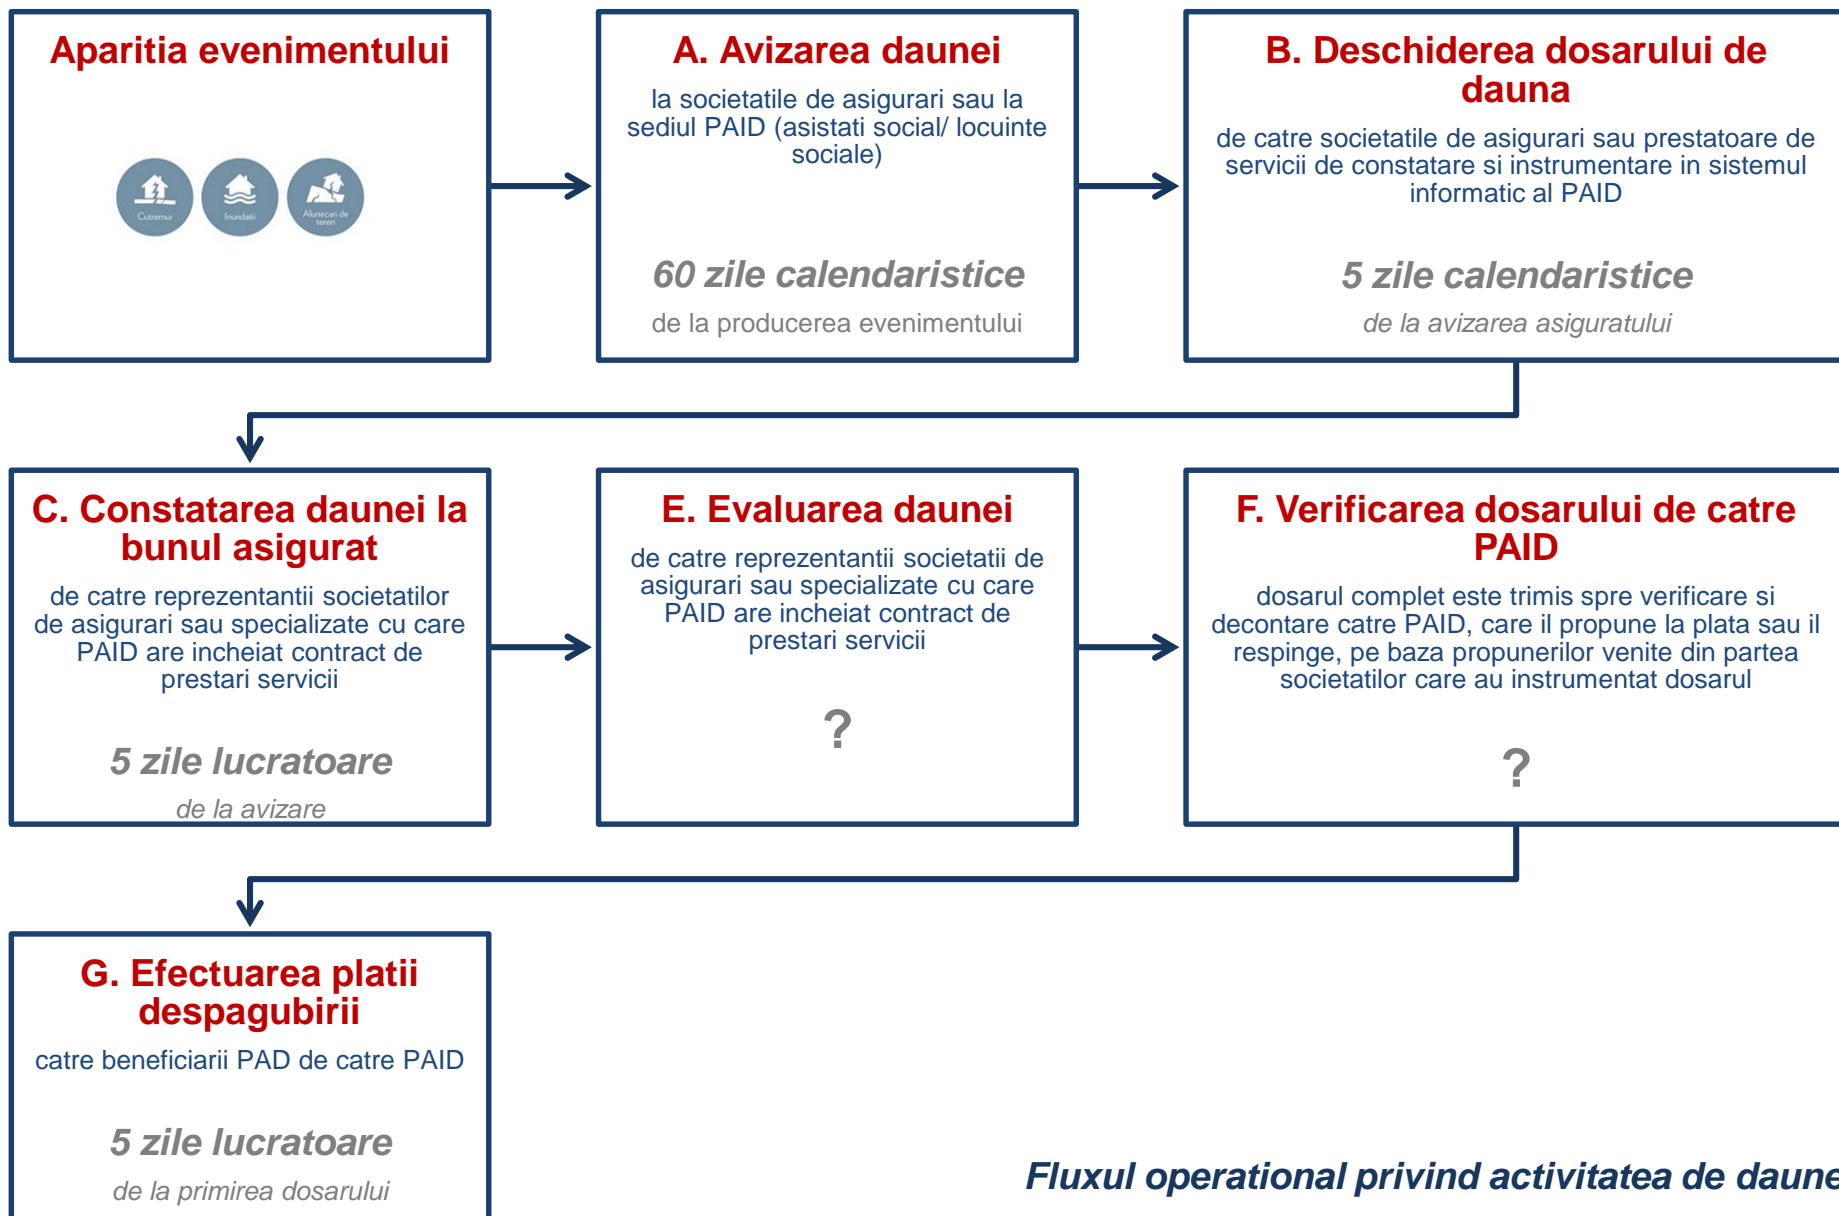 Aparitia evenimentului
Cutremur
Inundatii
Alunecari de
teren
A. Avizarea daunei
la societatile de asigurari sau la
sediul PAID (asistati social/ locuinte
sociale)
60 zile calendaristice
de la producerea evenimentului
B. Deschiderea dosarului de
dauna
de catre societatile de asigurari sau prestatoare de
servicii de constatare si instrumentare in sistemul
informatic al PAID
5 zile calendaristice
de la avizarea asiguratului
C. Constatarea daunei la
bunul asigurat
de catre reprezentantii societatilor
de asigurari sau specializate cu care
PAID are incheiat contract de
prestari servicii
5 zile lucratoare
de la avizare
E. Evaluarea daunei
de catre reprezentantii societatii de
asigurari sau specializate cu care
PAID are incheiat contract de
prestari servicii
?
F. Verificarea dosarului de catre
PAID
dosarul complet este trimis spre verificare si
decontare catre PAID, care il propune la plata sau il
respinge, pe baza propunerilor venite din partea
societatilor care au instrumentat dosarul
?
G. Efectuarea platii
despagubirii
catre beneficiarii PAD de catre PAID
5 zile lucratoare
de la primirea dosarului
Fluxul operational privind activitatea de daune